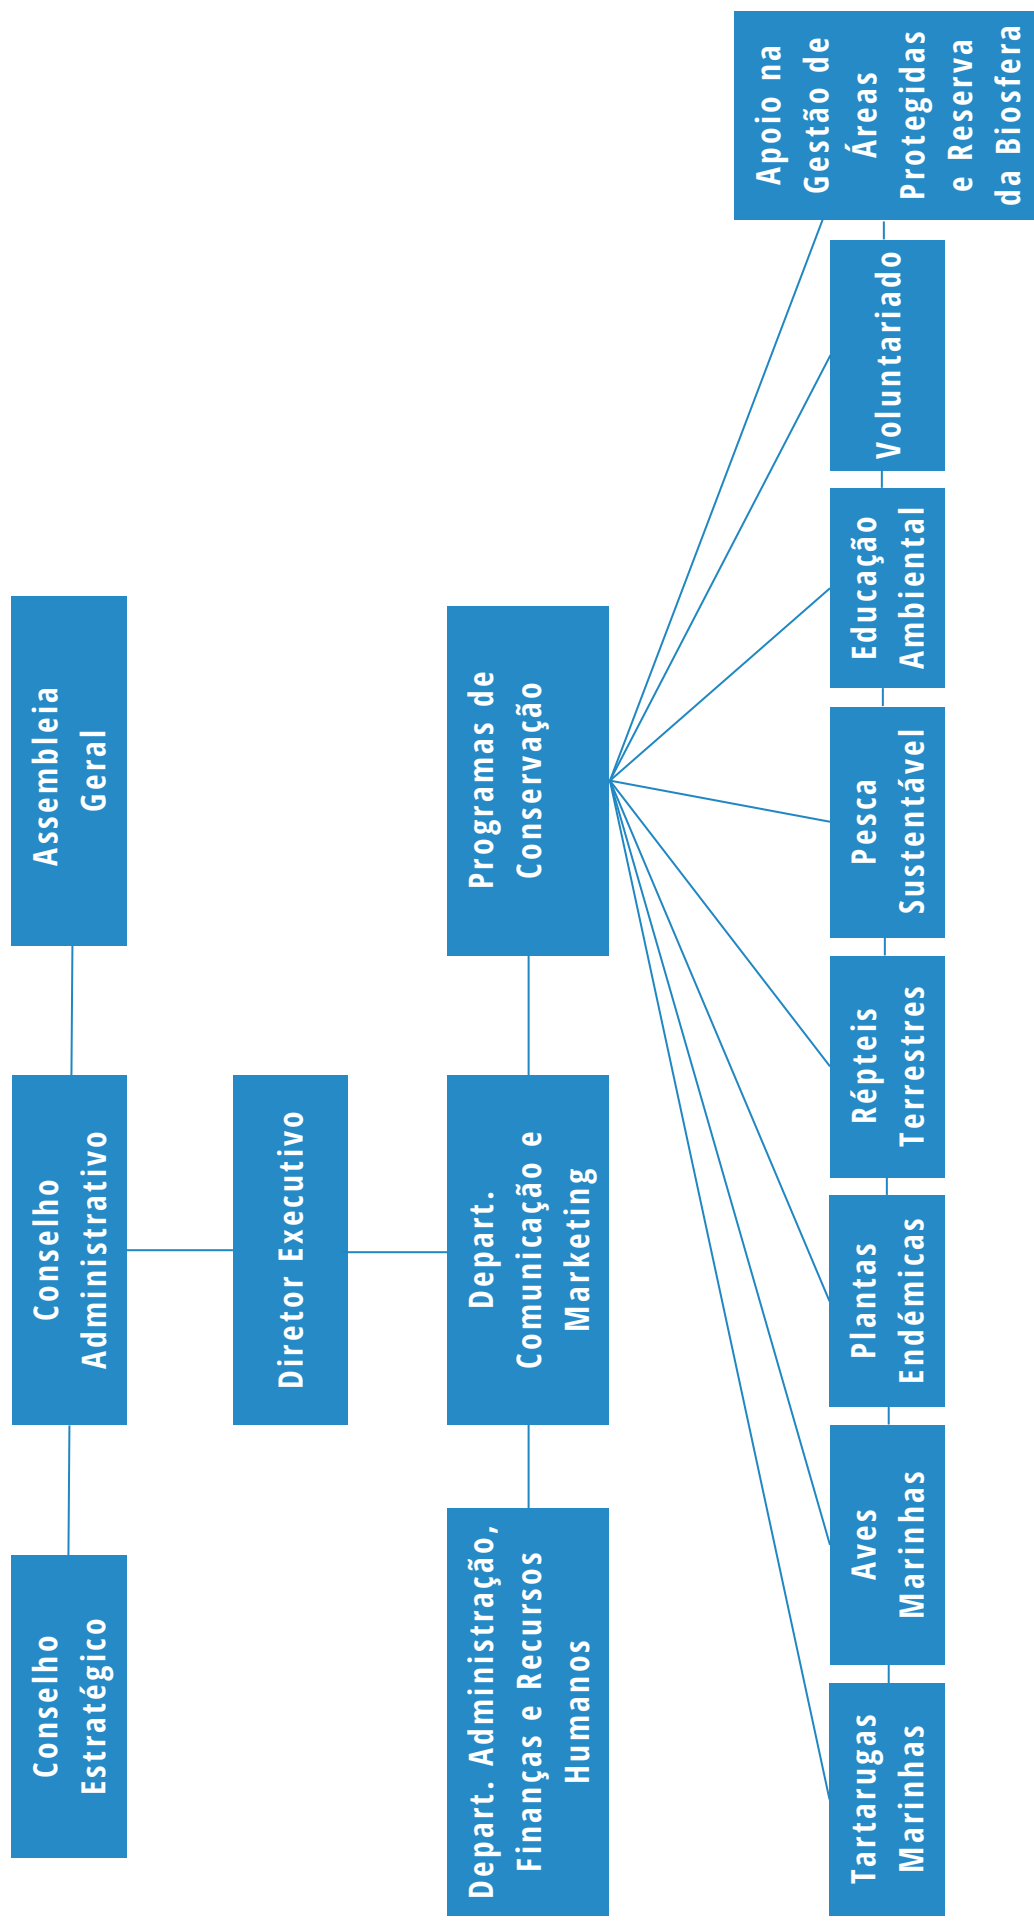 Conselho
Estratégico
Conselho
Administrativo
Assembleia
Geral
Diretor Executivo
Depart. Administração,
Finanças e Recursos
Humanos
Depart.
Comunicação e
Marketing
Programas de
Conservação
Tartarugas
Marinhas
Aves
Marinhas
Plantas
Endémicas
Répteis
Terrestres
Pesca
Sustentável
Educação
Ambiental
Voluntariado
Apoio na
Gestão de
Áreas
Protegidas
e Reserva
da Biosfera